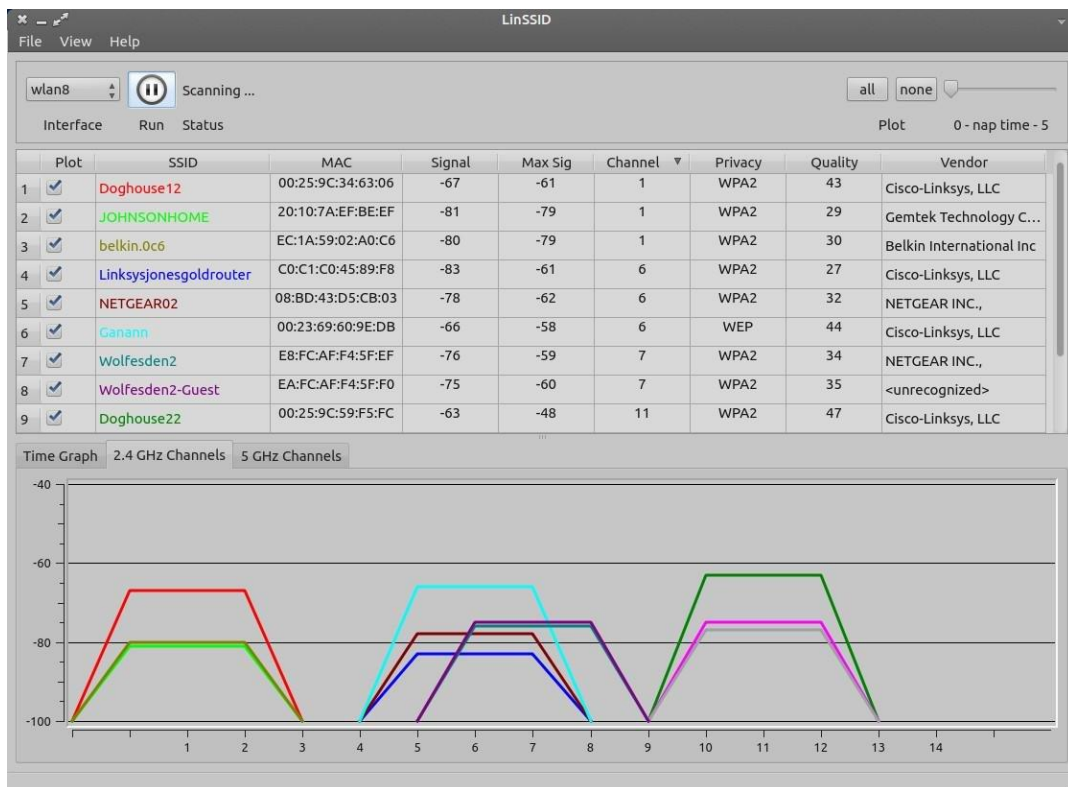 LinSSID
File View Help
wlan8 Scanning ... all none
Interface Run Status Plot 0 - nap time - 5
Plot SSID MAC Signal Max Sig Channel Privacy Quality Vendor
1 Doghouse12 00:25:9C:34:63:06 -67 -61 1 WPA2 43 Cisco-Linksys, LLC
2 JOHNSONHOME 20:10:7A:EF:BE:EF -81 -79 1 WPA2 29 Gemtek Technology C...
3 belkin.0c6 EC:1A:59:02:A0:C6 -80 -79 1 WPA2 30 Belkin International Inc
4 Linksysjonesgoldrouter C0:C1:C0:45:89:F8 -83 -61 6 WPA2 27 Cisco-Linksys, LLC
5 NETGEAR02 08:BD:43:D5:CB:03 -78 -62 6 WPA2 32 NETGEAR INC.,
6 Ganann 00:23:69:60:9E:DB -66 -58 6 WEP 44 Cisco-Linksys, LLC
7 Wolfesden2 E8:FC:AF:F4:5F:EF -76 -59 7 WPA2 34 NETGEAR INC.,
8 Wolfesden2-Guest EA:FC:AF:F4:5F:F0 -75 -60 7 WPA2 35 <unrecognized>
9 Doghouse22 00:25:9C:59:F5:FC -63 -48 11 WPA2 47 Cisco-Linksys, LLC
Time Graph 2.4 GHz Channels 5 GHz Channels
-40
-60
-80
-100
1 2 3 4 5 6 7 8 9 10 11 12 13 14